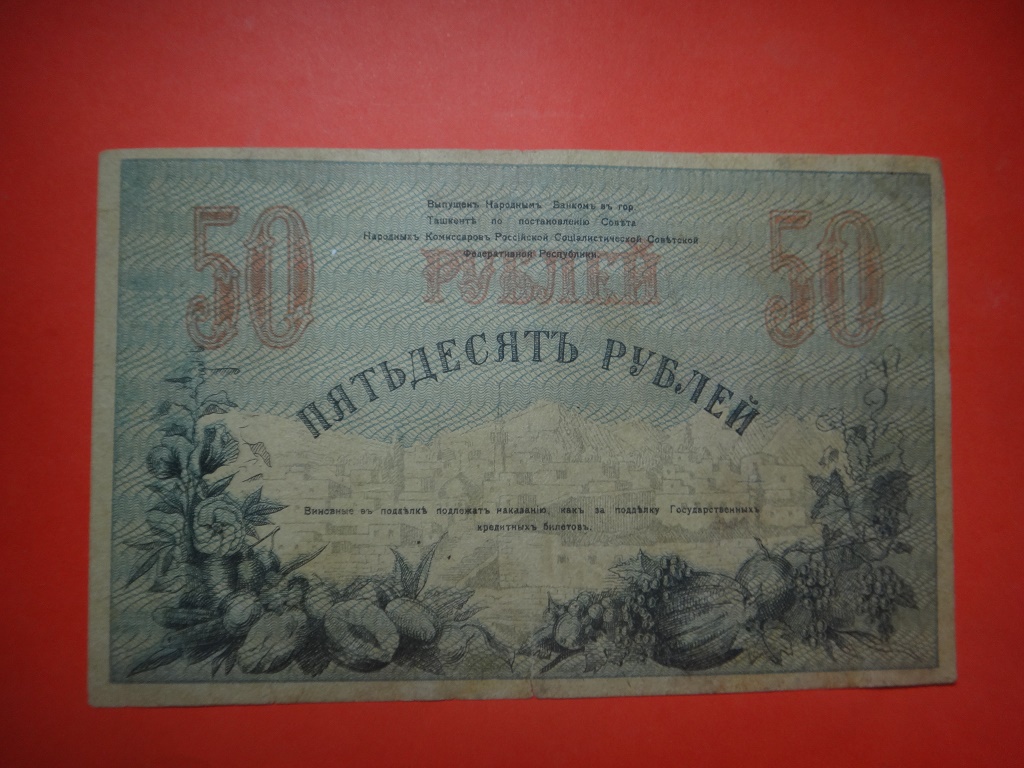 Выпущенъ Народнымъ Банкомъ въ гор
50
Ташкентѣ по постановленію Совѣта
50
Народныхъ Комиссаровъ Россійской Соціалистической Совѣтской
Федеративной Республики.
РУБЛЕЙ
ПЯТЬДЕСЯТЪ РУБЛЕЙ
Виновные въ поддѣлкѣ подлежатъ наказанію, какъ за поддѣлку Государственныхъ
кредитныхъ билетовъ.